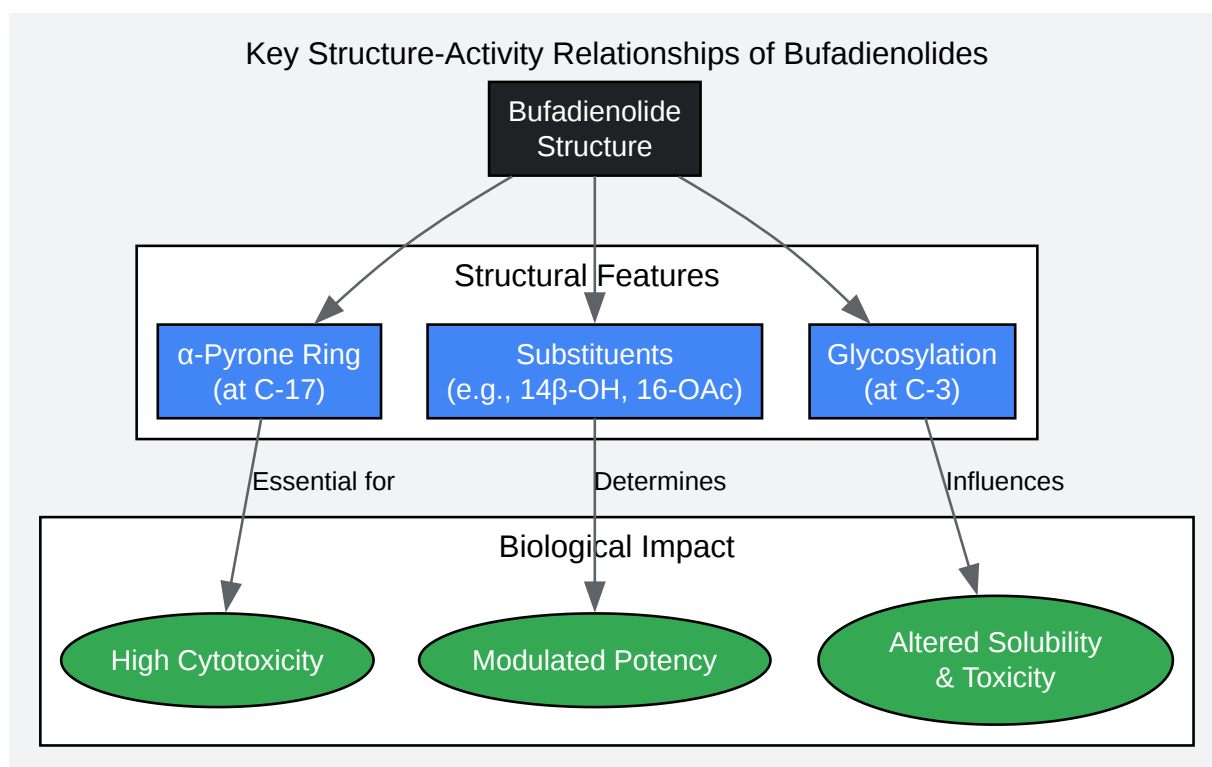 Key Structure-Activity Relationships of Bufadienolides
Bufadienolide
Structure
Structural Features
α-Pyrone Ring
(at C-17)
Substituents
(e.g., 14β-OH, 16-OAc)
Glycosylation
(at C-3)
Essential for
Determines
Influences
Biological Impact
High Cytotoxicity
Modulated Potency
Altered Solubility
& Toxicity